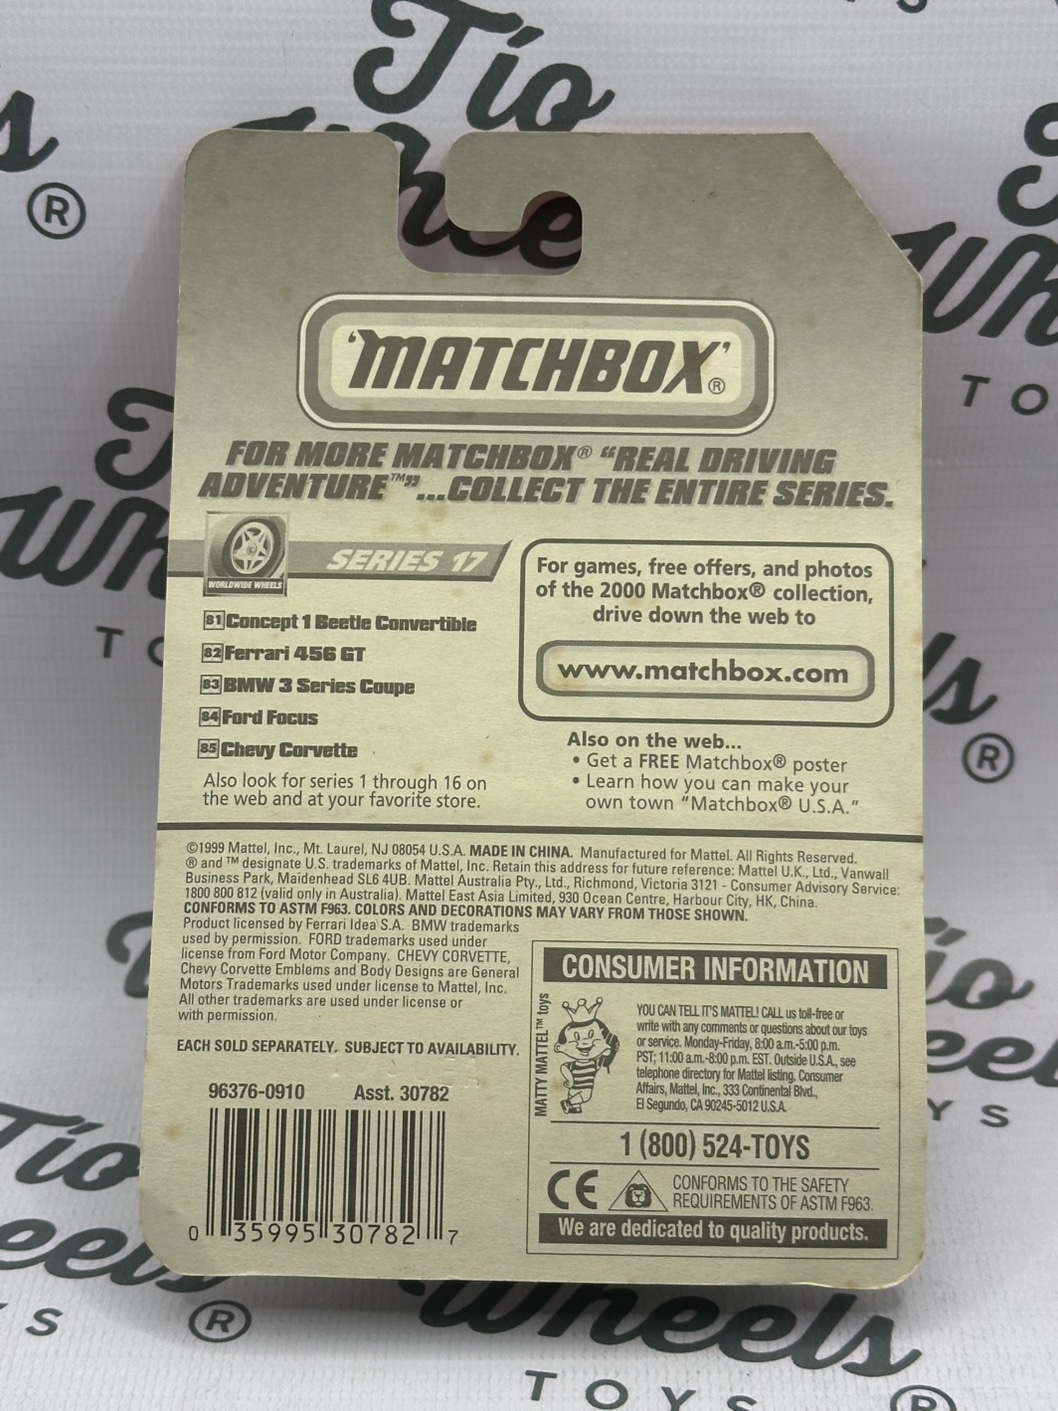 Tío
Wheels
®
TOYS
'MATCHBOX'®
FOR MORE MATCHBOX® “REAL DRIVING
ADVENTURE™”...COLLECT THE ENTIRE SERIES.
WORLDWIDE WHEELS
SERIES 17
81 Concept 1 Beetle Convertible
82 Ferrari 456 GT
83 BMW 3 Series Coupe
84 Ford Focus
85 Chevy Corvette
Also look for series 1 through 16 on
the web and at your favorite store.
For games, free offers, and photos
of the 2000 Matchbox® collection,
drive down the web to
www.matchbox.com
Also on the web...
• Get a FREE Matchbox® poster
• Learn how you can make your
own town “Matchbox® U.S.A.”
©1999 Mattel, Inc., Mt. Laurel, NJ 08054 U.S.A. MADE IN CHINA. Manufactured for Mattel. All Rights Reserved.
® and ™ designate U.S. trademarks of Mattel, Inc. Retain this address for future reference: Mattel U.K., Ltd., Vanwall
Business Park, Maidenhead SL6 4UB. Mattel Australia Pty., Ltd., Richmond, Victoria 3121 - Consumer Advisory Service:
1800 800 812 (valid only in Australia). Mattel East Asia Limited, 930 Ocean Centre, Harbour City, HK, China.
CONFORMS TO ASTM F963. COLORS AND DECORATIONS MAY VARY FROM THOSE SHOWN.
Product licensed by Ferrari Idea S.A. BMW trademarks
used by permission. FORD trademarks used under
license from Ford Motor Company. CHEVY CORVETTE,
Chevy Corvette Emblems and Body Designs are General
Motors Trademarks used under license to Mattel, Inc.
All other trademarks are used under license or
with permission.
EACH SOLD SEPARATELY. SUBJECT TO AVAILABILITY.
96376-0910 Asst. 30782
0 35995 30782 7
CONSUMER INFORMATION
MATTY MATTEL™ toys
YOU CAN TELL IT'S MATTEL! CALL us toll-free or
write with any comments or questions about our toys
or service. Monday-Friday, 8:00 a.m.-5:00 p.m.
PST; 11:00 a.m.-8:00 p.m. EST. Outside U.S.A., see
telephone directory for Mattel listing. Consumer
Affairs, Mattel, Inc., 333 Continental Blvd.,
El Segundo, CA 90245-5012 U.S.A.
1 (800) 524-TOYS
CE
CONFORMS TO THE SAFETY
REQUIREMENTS OF ASTM F963.
We are dedicated to quality products.
Wheels
®
TOYS